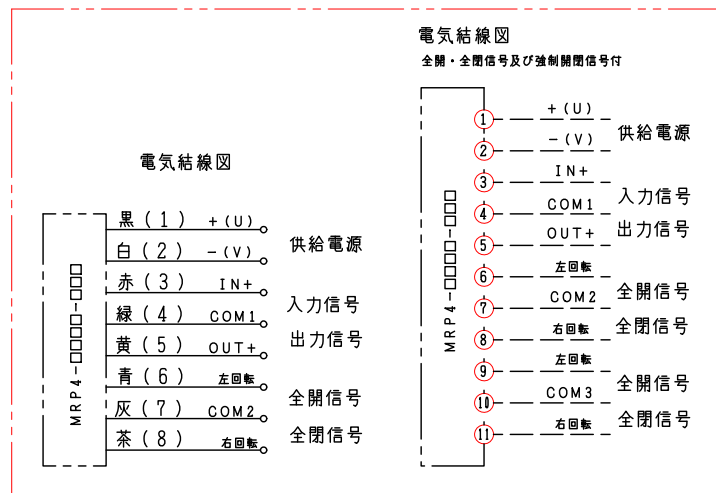 電気結線図
MRP4-□□□□-□□□
黒(1) +(U)
白(2) -(V)
供給電源
赤(3) IN+
入力信号
緑(4) COM1
出力信号
黄(5) OUT+
青(6) 左回転
全開信号
灰(7) COM2
全閉信号
茶(8) 右回転
電気結線図
全開・全閉信号及び強制開閉信号付
MRP4-□□□□-□□□
① +(U)
供給電源
② -(V)
③ IN+
入力信号
④ COM1
出力信号
⑤ OUT+
⑥ 左回転
全開信号
⑦ COM2
全閉信号
⑧ 右回転
⑨ 左回転
全開信号
⑩ COM3
全閉信号
⑪ 右回転